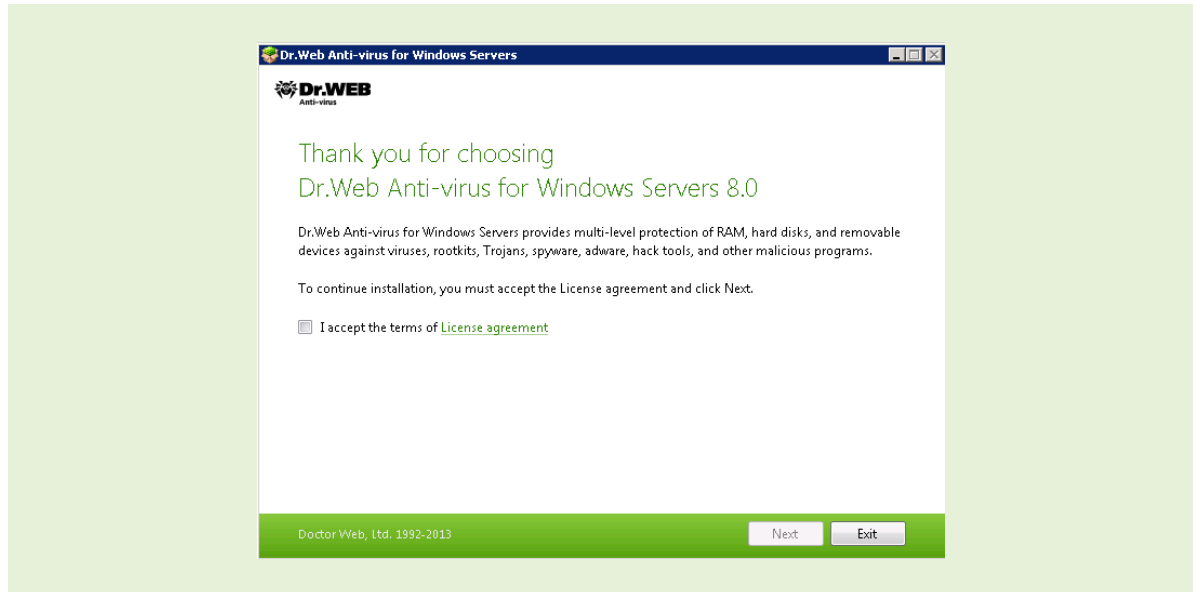 Dr.Web Anti-virus for Windows Servers
Dr.WEB
Anti-virus
Thank you for choosing
Dr.Web Anti-virus for Windows Servers 8.0
Dr.Web Anti-virus for Windows Servers provides multi-level protection of RAM, hard disks, and removable
devices against viruses, rootkits, Trojans, spyware, adware, hack tools, and other malicious programs.
To continue installation, you must accept the License agreement and click Next.
I accept the terms of License agreement
Doctor Web, Ltd. 1992-2013
Next
Exit